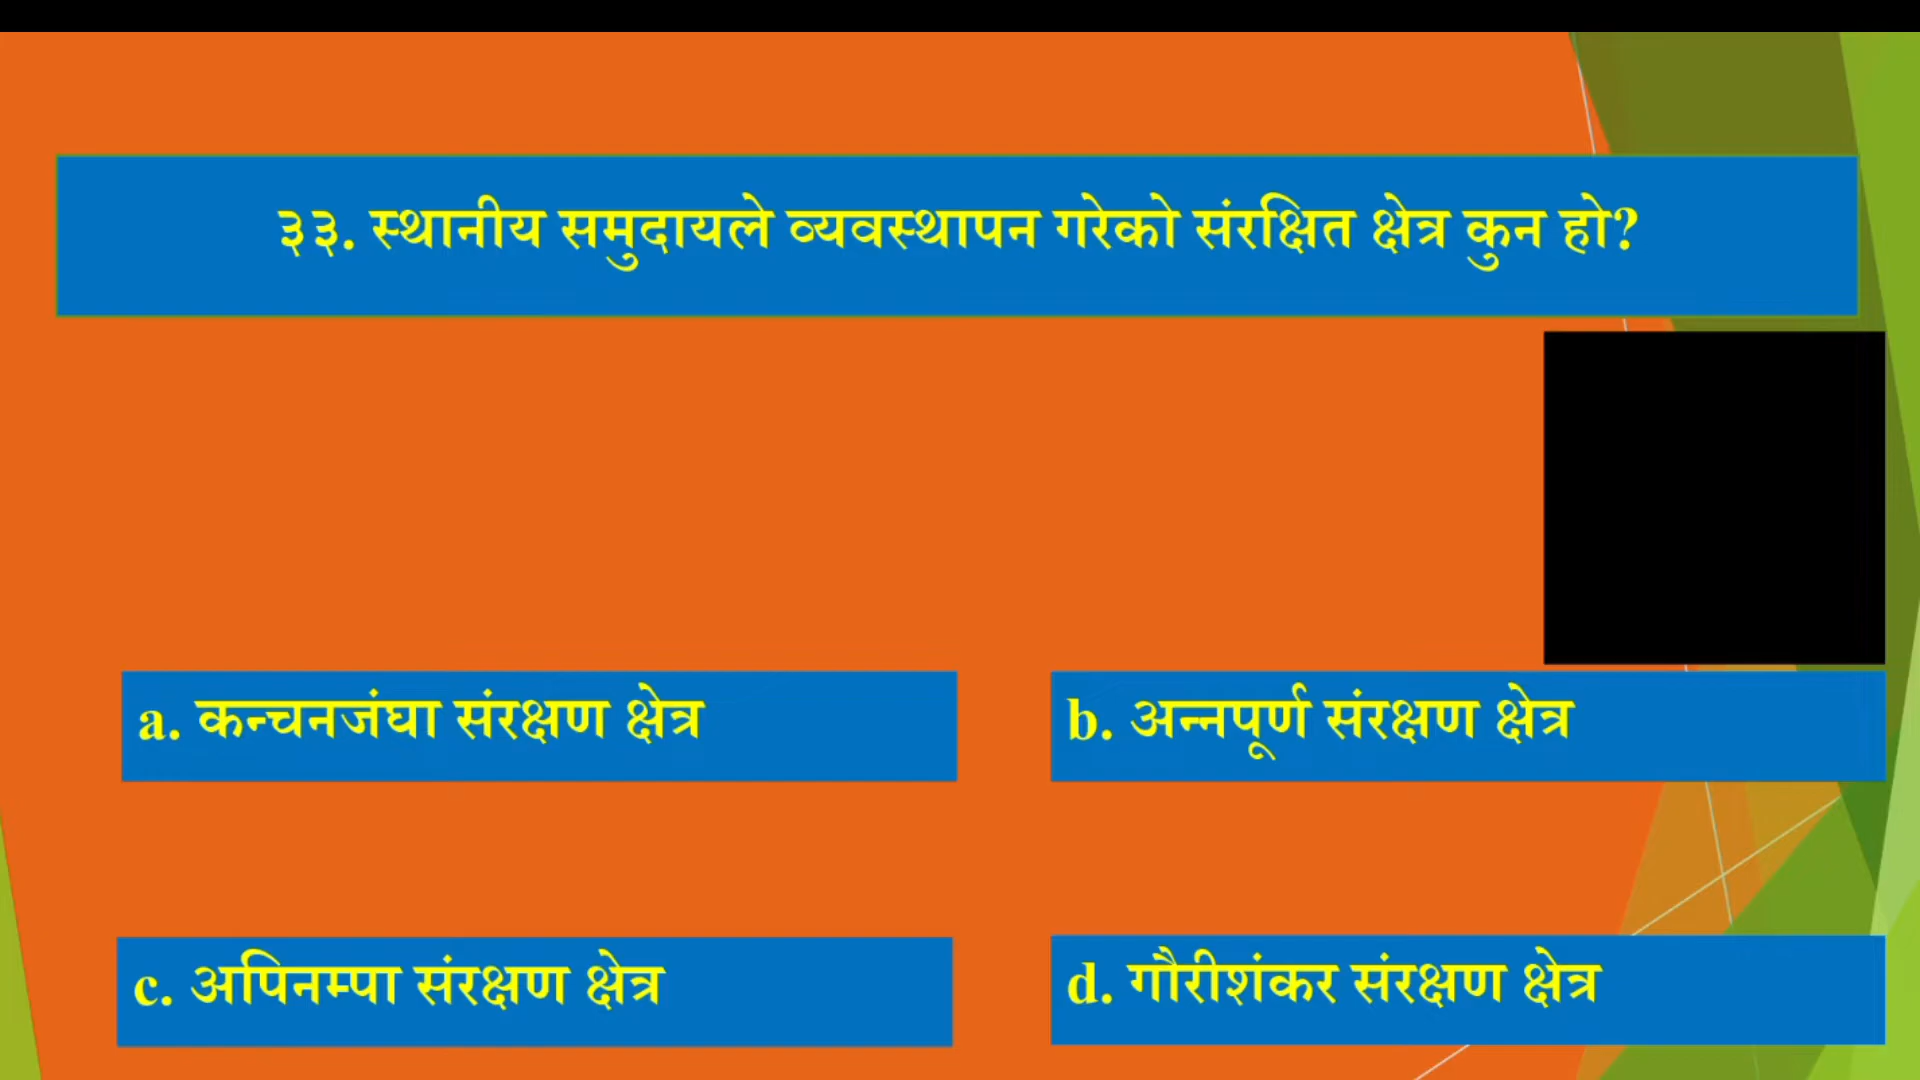 ३३. स्थानीय समुदायले व्यवस्थापन गरेको संरक्षित क्षेत्र कुन हो?
a. कन्चनजंघा संरक्षण क्षेत्र
b. अन्नपूर्ण संरक्षण क्षेत्र
c. अपिनम्पा संरक्षण क्षेत्र
d. गौरीशंकर संरक्षण क्षेत्र